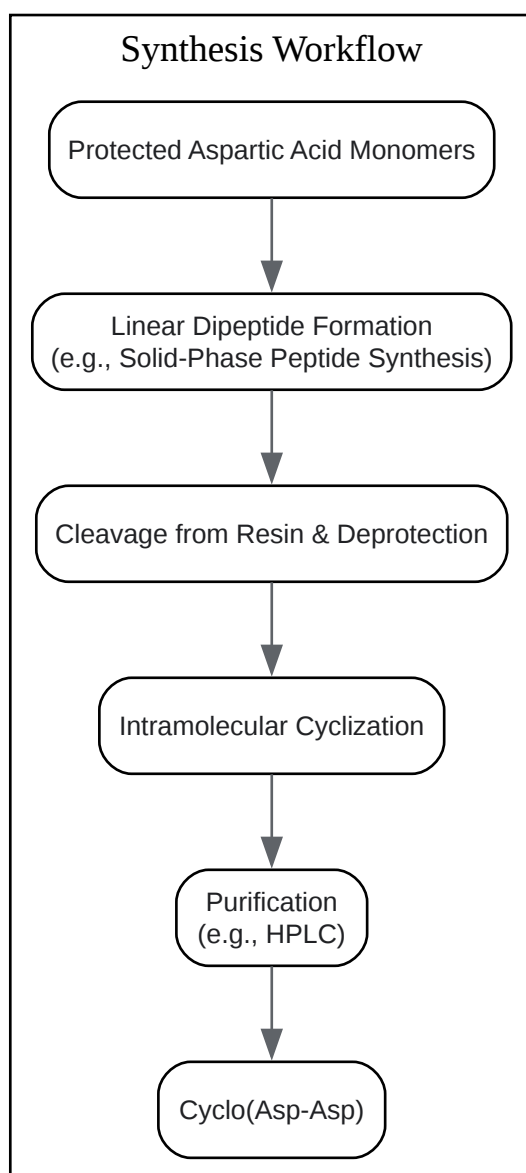 Synthesis Workflow
Protected Aspartic Acid Monomers
Linear Dipeptide Formation
(e.g., Solid-Phase Peptide Synthesis)
Cleavage from Resin & Deprotection
Intramolecular Cyclization
Purification
(e.g., HPLC)
Cyclo(Asp-Asp)